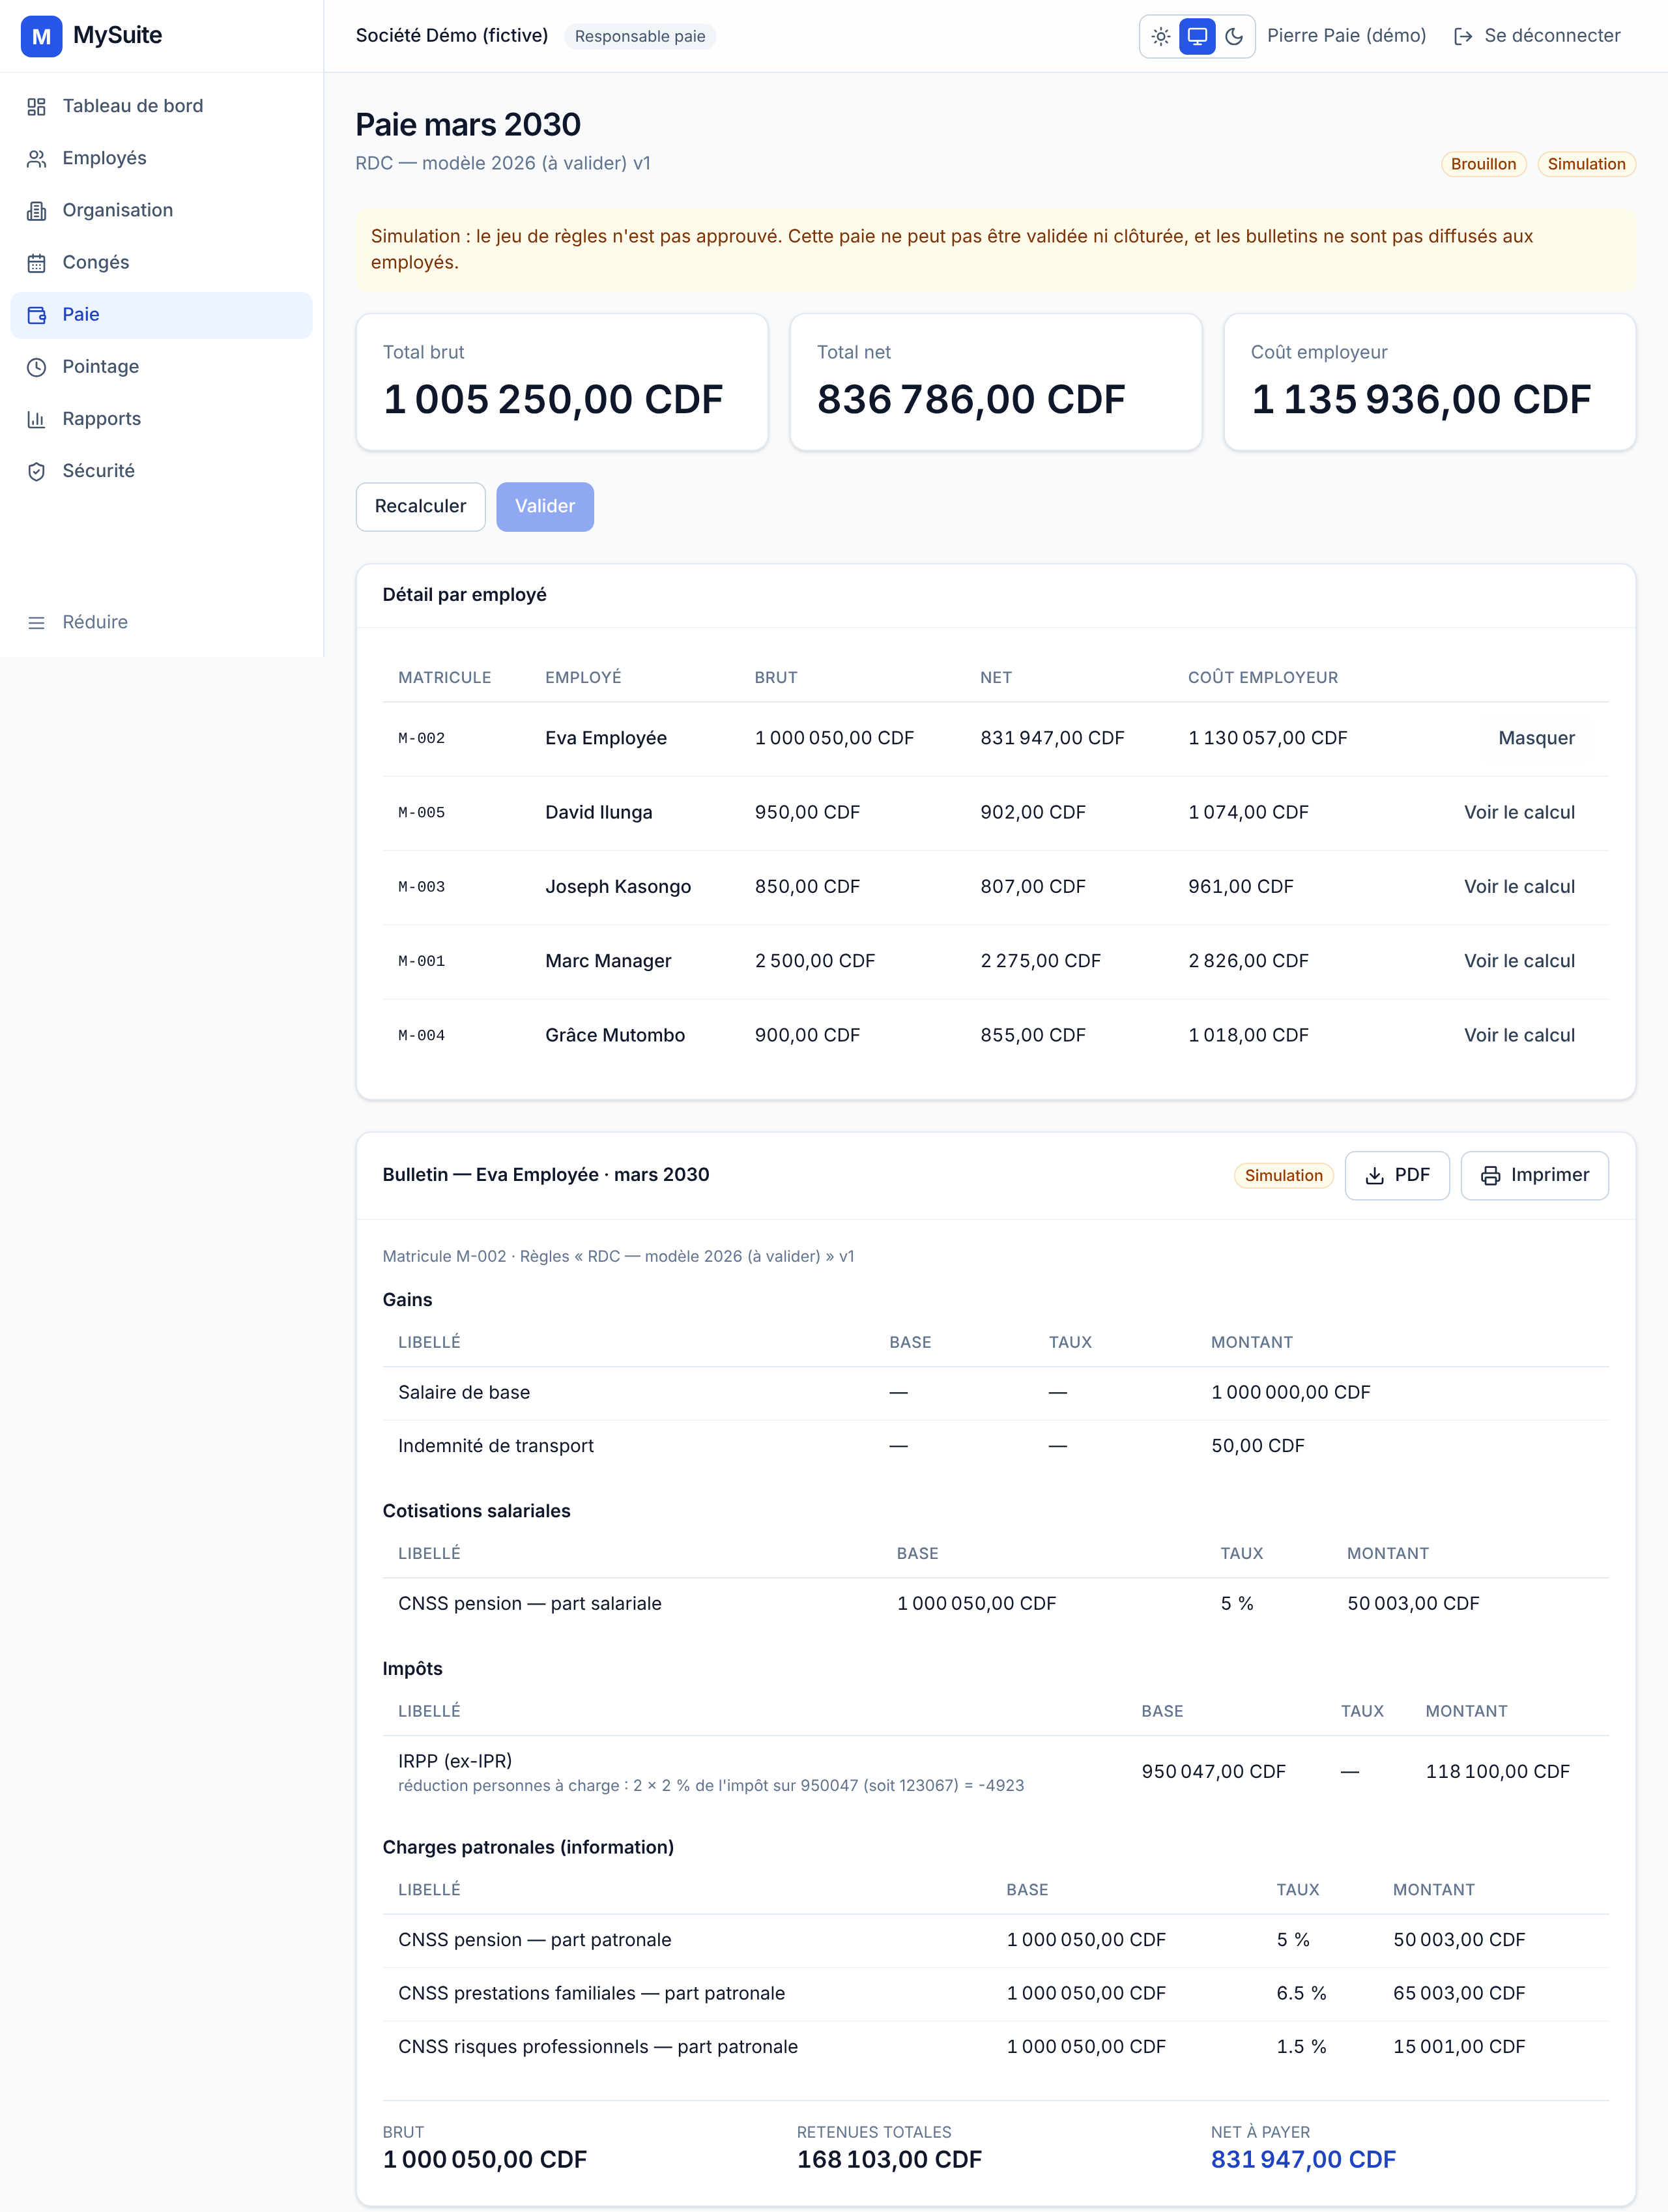 M MySuite
Société Démo (fictive) Responsable paie Pierre Paie (démo) Se déconnecter
Tableau de bord
Employés
Organisation
Congés
Paie
Pointage
Rapports
Sécurité
Réduire
Paie mars 2030
RDC — modèle 2026 (à valider) v1
Brouillon Simulation
Simulation : le jeu de règles n'est pas approuvé. Cette paie ne peut pas être validée ni clôturée, et les bulletins ne sont pas diffusés aux
employés.
Total brut
1 005 250,00 CDF
Total net
836 786,00 CDF
Coût employeur
1 135 936,00 CDF
Recalculer Valider
Détail par employé
MATRICULE EMPLOYÉ BRUT NET COÛT EMPLOYEUR
M-002 Eva Employée 1 000 050,00 CDF 831 947,00 CDF 1 130 057,00 CDF Masquer
M-005 David Ilunga 950,00 CDF 902,00 CDF 1 074,00 CDF Voir le calcul
M-003 Joseph Kasongo 850,00 CDF 807,00 CDF 961,00 CDF Voir le calcul
M-001 Marc Manager 2 500,00 CDF 2 275,00 CDF 2 826,00 CDF Voir le calcul
M-004 Grâce Mutombo 900,00 CDF 855,00 CDF 1 018,00 CDF Voir le calcul
Bulletin — Eva Employée · mars 2030 Simulation PDF Imprimer
Matricule M-002 · Règles « RDC — modèle 2026 (à valider) » v1
Gains
LIBELLÉ BASE TAUX MONTANT
Salaire de base — — 1 000 000,00 CDF
Indemnité de transport — — 50,00 CDF
Cotisations salariales
LIBELLÉ BASE TAUX MONTANT
CNSS pension — part salariale 1 000 050,00 CDF 5 % 50 003,00 CDF
Impôts
LIBELLÉ BASE TAUX MONTANT
IRPP (ex-IPR) 950 047,00 CDF — 118 100,00 CDF
réduction personnes à charge : 2 × 2 % de l'impôt sur 950047 (soit 123067) = -4923
Charges patronales (information)
LIBELLÉ BASE TAUX MONTANT
CNSS pension — part patronale 1 000 050,00 CDF 5 % 50 003,00 CDF
CNSS prestations familiales — part patronale 1 000 050,00 CDF 6.5 % 65 003,00 CDF
CNSS risques professionnels — part patronale 1 000 050,00 CDF 1.5 % 15 001,00 CDF
BRUT RETENUES TOTALES NET À PAYER
1 000 050,00 CDF 168 103,00 CDF 831 947,00 CDF